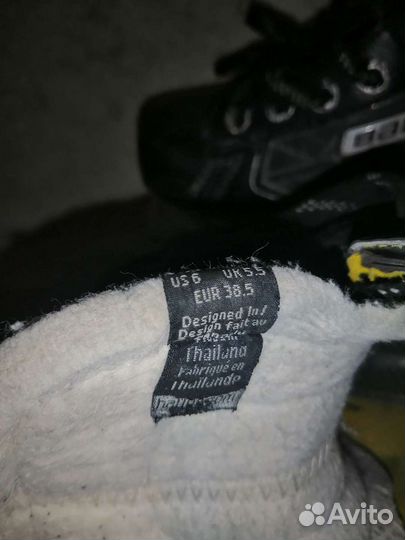 US 6 UK 5.5
EUR 38.5
Designed in/
Design fait au
Thailand
Fabriqué en
Thaïlande
Avito